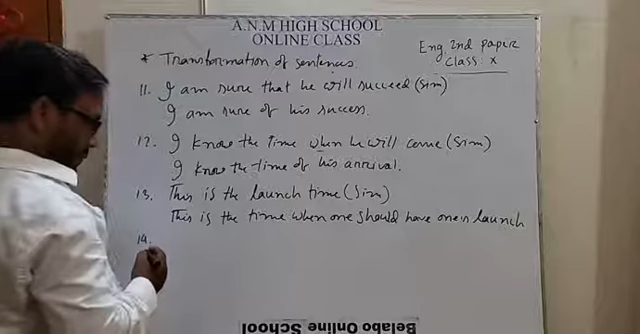 A.N.M HIGH SCHOOL
ONLINE CLASS
Eng 2nd paper
Class: X
* Transformation of sentences.
11. I am sure that he will succeed (sim)
I am sure of his success.
12. I know the time when he will come (sim)
I know the time of his arrival.
13. This is the launch time (sim)
This is the time when one should have one's launch
14.
Belabo Online School